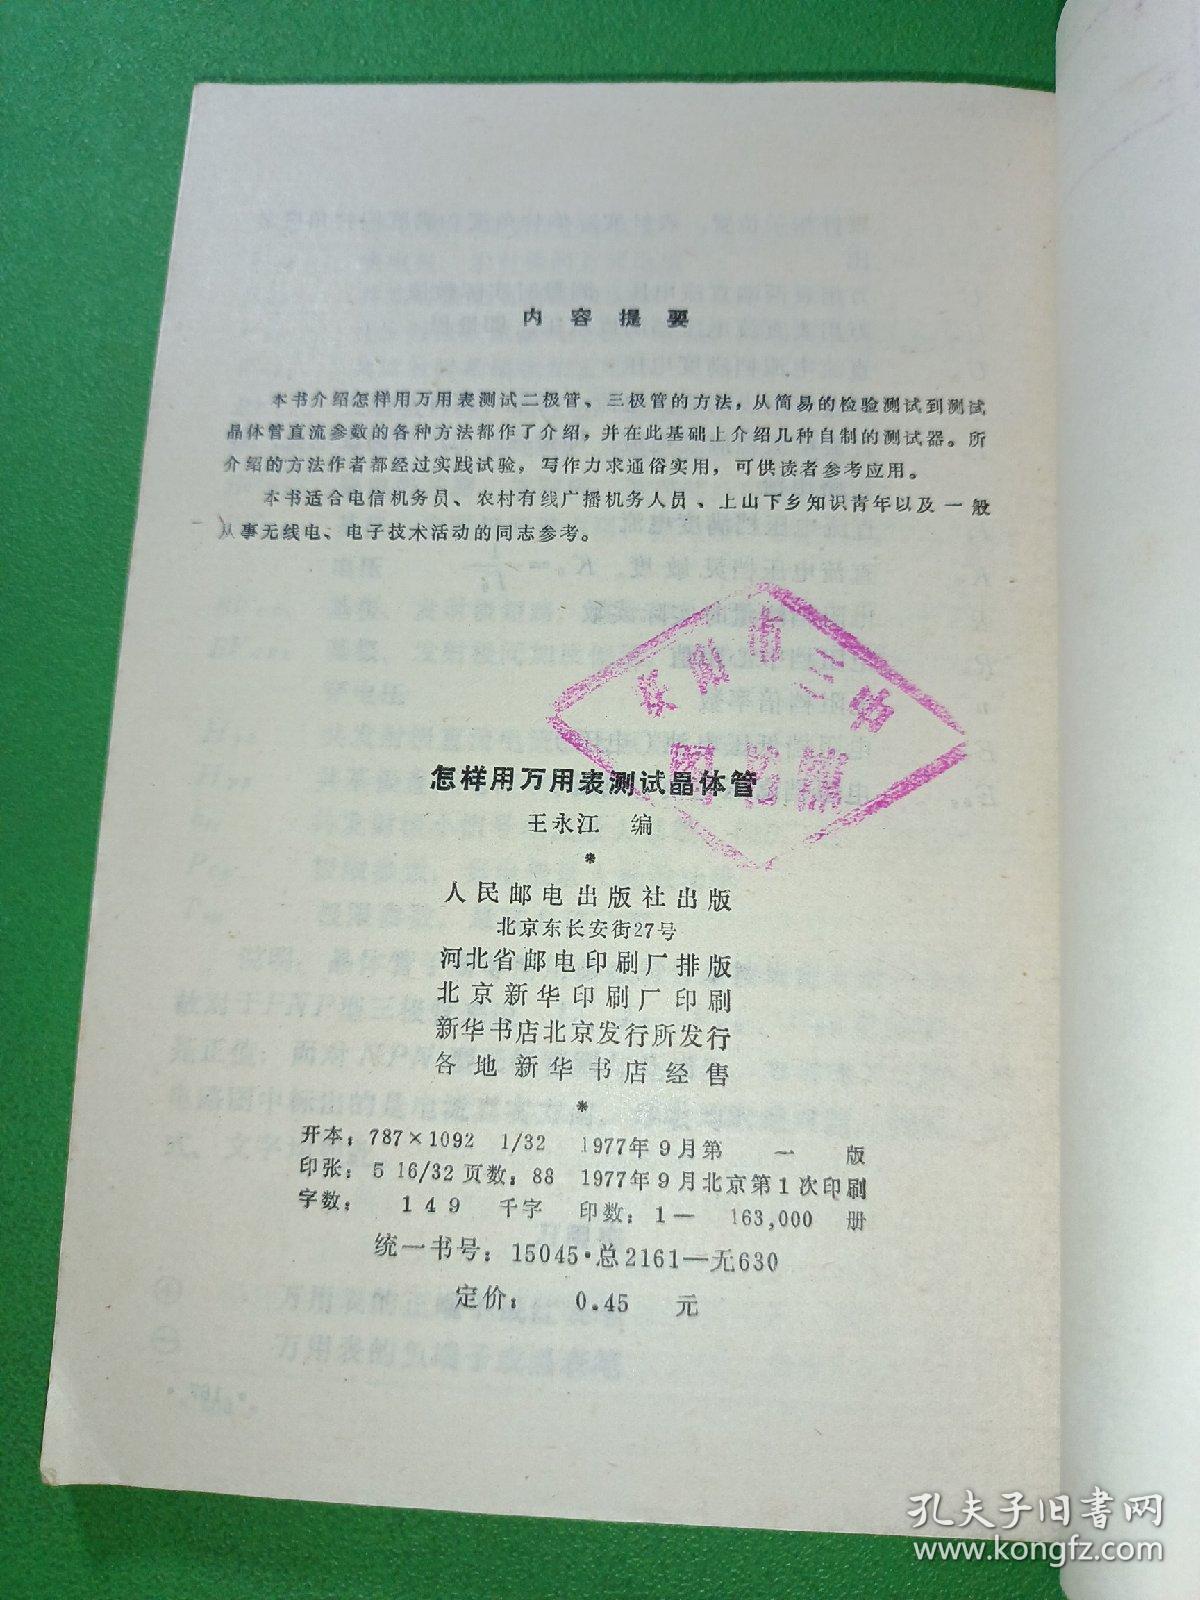 内容提要
本书介绍怎样用万用表测试二极管、三极管的方法，从简易的检验测试到测试
晶体管直流参数的各种方法都作了介绍，并在此基础上介绍几种自制的测试器。所
介绍的方法作者都经过实践试验，写作力求通俗实用，可供读者参考应用。
本书适合电信机务员、农村有线广播机务人员、上山下乡知识青年以及一般
从事无线电、电子技术活动的同志参考。
市三
图书馆
怎样用万用表测试晶体管
王永江 编
*
人民邮电出版社出版
北京东长安街27号
河北省邮电印刷厂排版
北京新华印刷厂印刷
新华书店北京发行所发行
各地新华书店经售
*
开本：787×1092 1/32 1977年9月第一版
印张：5 16/32 页数：88 1977年9月北京第1次印刷
字数：149千字 印数：1— 163,000 册
统一书号：15045·总2161—无630
定价： 0.45 元
孔夫子旧书网
www.kongfz.com